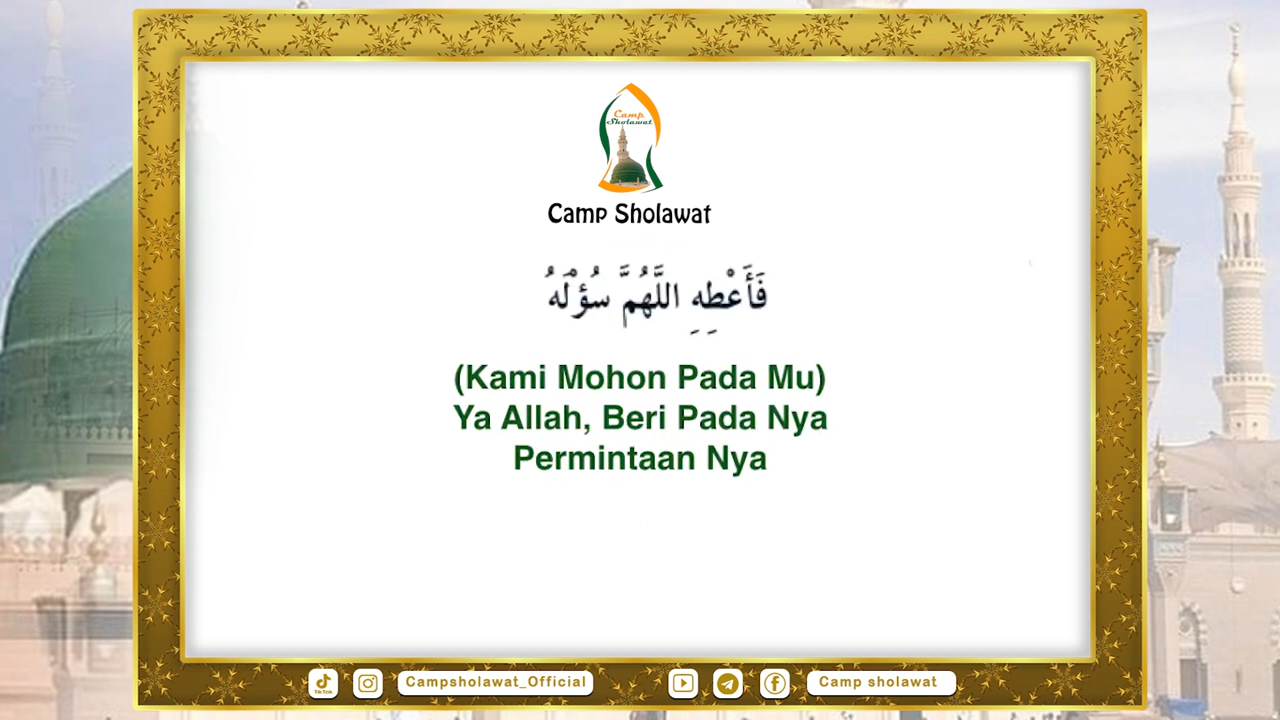 Camp
Sholawat
Camp Sholawat
فَأَعْطِهِ اللَّهُمَّ سُؤْلَهُ
(Kami Mohon Pada Mu)
Ya Allah, Beri Pada Nya
Permintaan Nya
TikTok
Campsholawat_Official
Camp sholawat